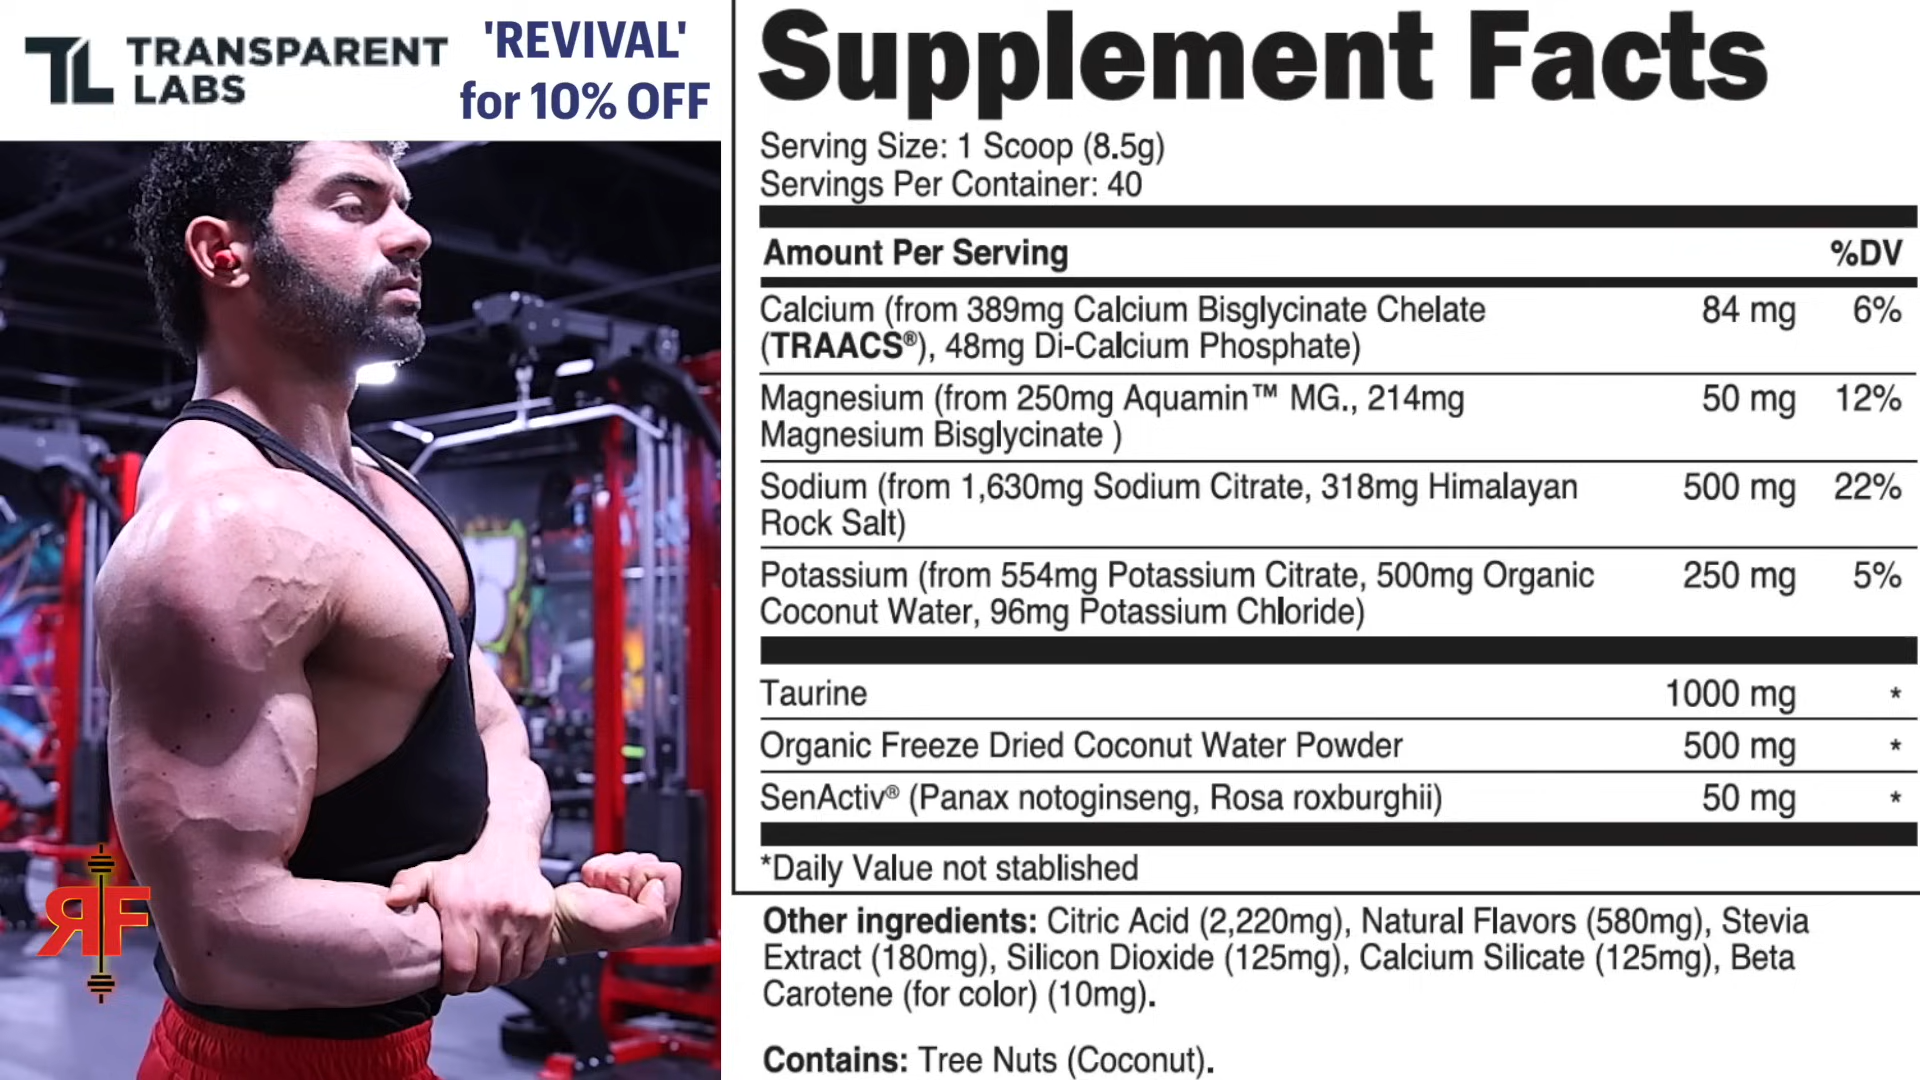 TL TRANSPARENT
LABS
'REVIVAL'
for 10% OFF
RF
Supplement Facts
Serving Size: 1 Scoop (8.5g)
Servings Per Container: 40
Amount Per Serving %DV
Calcium (from 389mg Calcium Bisglycinate Chelate 84 mg 6%
(TRAACS®), 48mg Di-Calcium Phosphate)
Magnesium (from 250mg Aquamin™ MG., 214mg 50 mg 12%
Magnesium Bisglycinate )
Sodium (from 1,630mg Sodium Citrate, 318mg Himalayan 500 mg 22%
Rock Salt)
Potassium (from 554mg Potassium Citrate, 500mg Organic 250 mg 5%
Coconut Water, 96mg Potassium Chloride)
Taurine 1000 mg *
Organic Freeze Dried Coconut Water Powder 500 mg *
SenActiv® (Panax notoginseng, Rosa roxburghii) 50 mg *
*Daily Value not stablished
Other ingredients: Citric Acid (2,220mg), Natural Flavors (580mg), Stevia
Extract (180mg), Silicon Dioxide (125mg), Calcium Silicate (125mg), Beta
Carotene (for color) (10mg).
Contains: Tree Nuts (Coconut).